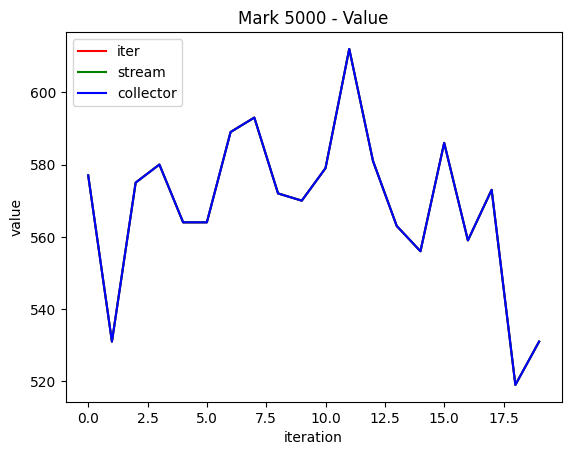 Mark 5000 - Value
iter
stream
collector
value
600
580
560
540
520
0.0 2.5 5.0 7.5 10.0 12.5 15.0 17.5
iteration